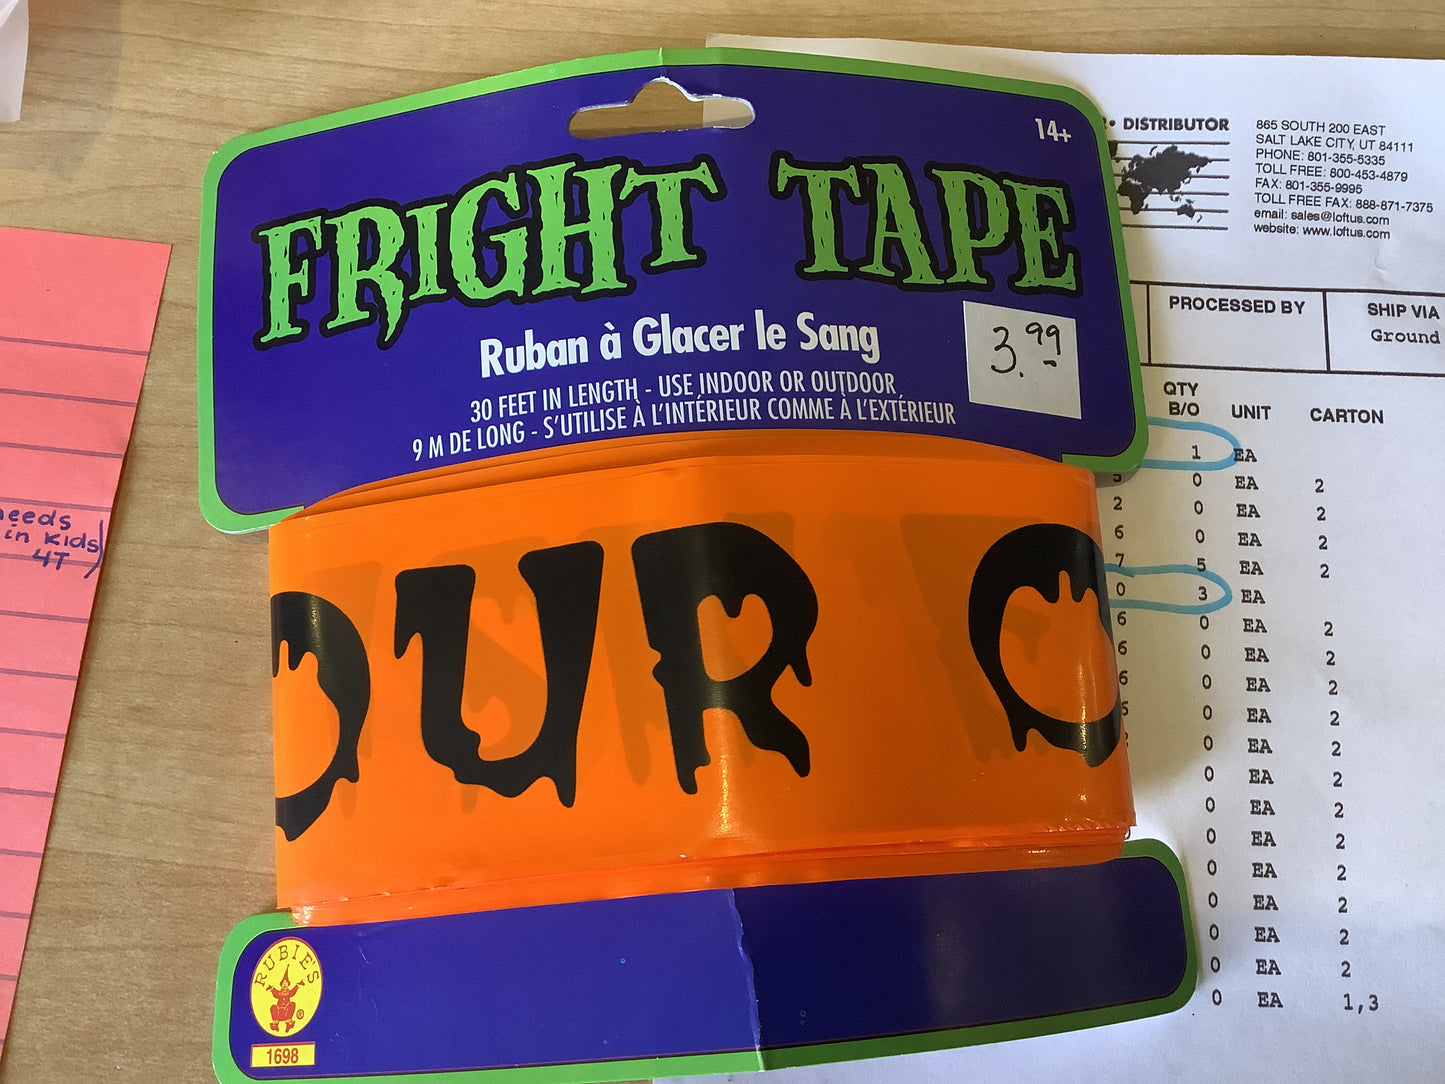 14+
FRIGHT TAPE
Ruban à Glacer le Sang
30 FEET IN LENGTH - USE INDOOR OR OUTDOOR
9 M DE LONG - S'UTILISE À L'INTÉRIEUR COMME À L'EXTÉRIEUR
3.99
OUR O
RUBIE'S
®
1698
needs
in kids)
4T
DISTRIBUTOR
865 SOUTH 200 EAST
SALT LAKE CITY, UT 84111
PHONE: 801-355-5335
TOLL FREE: 800-453-4879
FAX: 801-355-9995
TOLL FREE FAX: 888-871-7375
email: sales@loftus.com
website: www.loftus.com
PROCESSED BY
SHIP VIA
Ground
QTY
B/O UNIT CARTON
1 EA
5 0 EA 2
2 0 EA 2
6 0 EA 2
7 5 EA 2
0 3 EA
6 0 EA 2
6 0 EA 2
6 0 EA 2
0 EA 2
0 EA 2
0 EA 2
0 EA 2
0 EA 2
0 EA 2
0 EA 2
0 EA 2
0 EA 2
0 EA 1,3